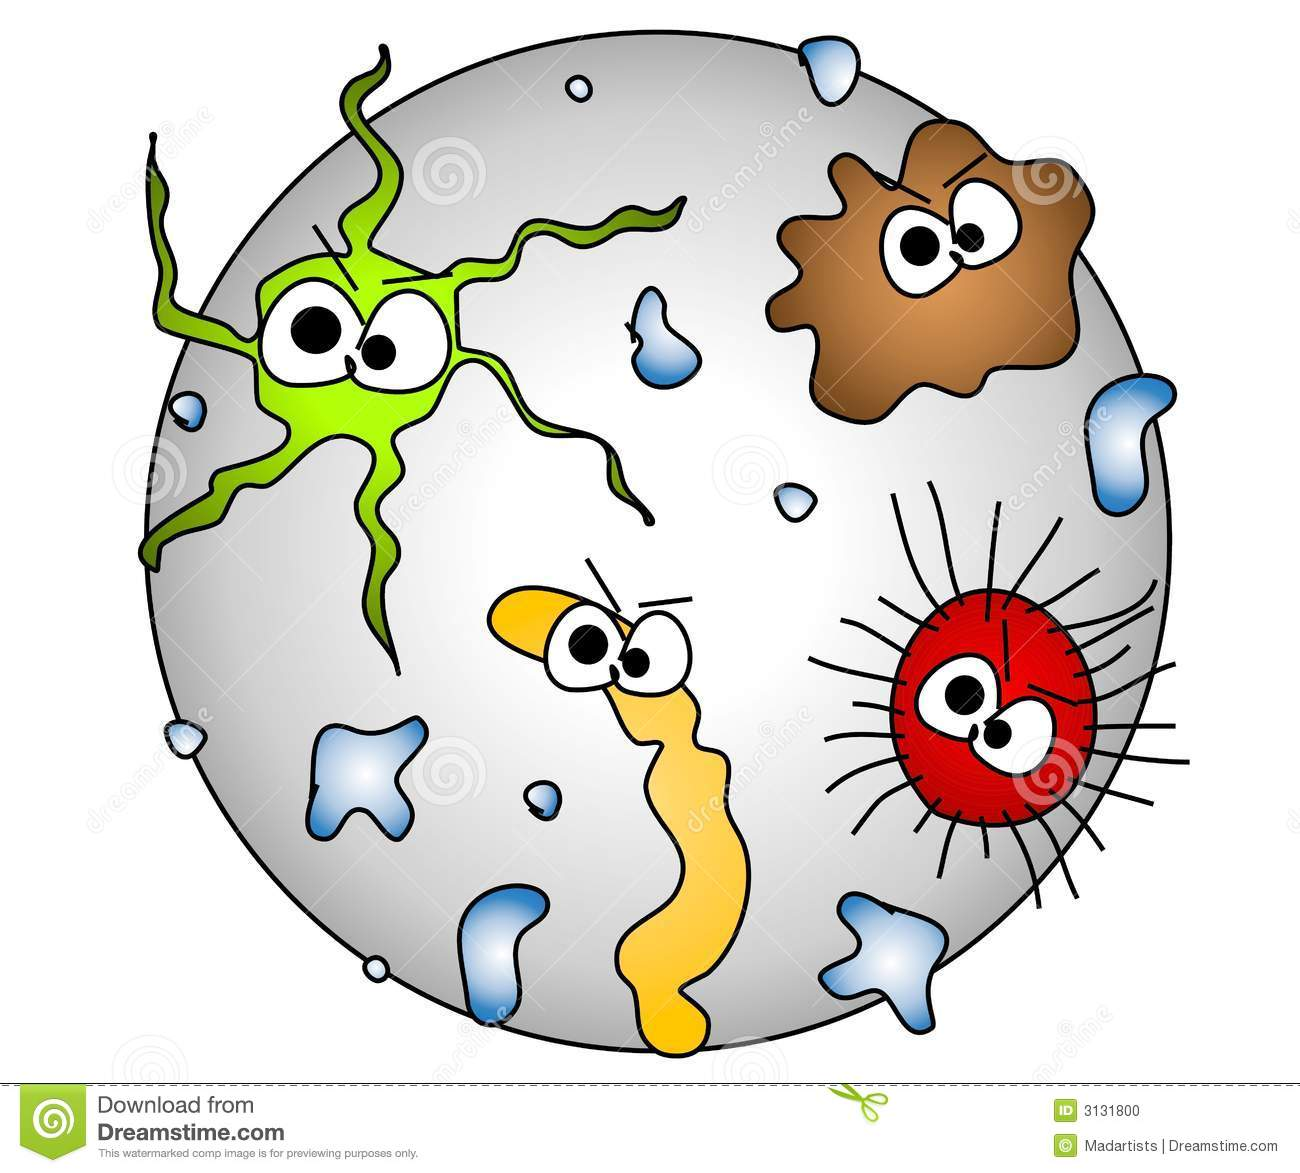 Download from
Dreamstime.com
This watermarked comp image is for previewing purposes only.
ID 3131800
© Madartists | Dreamstime.com